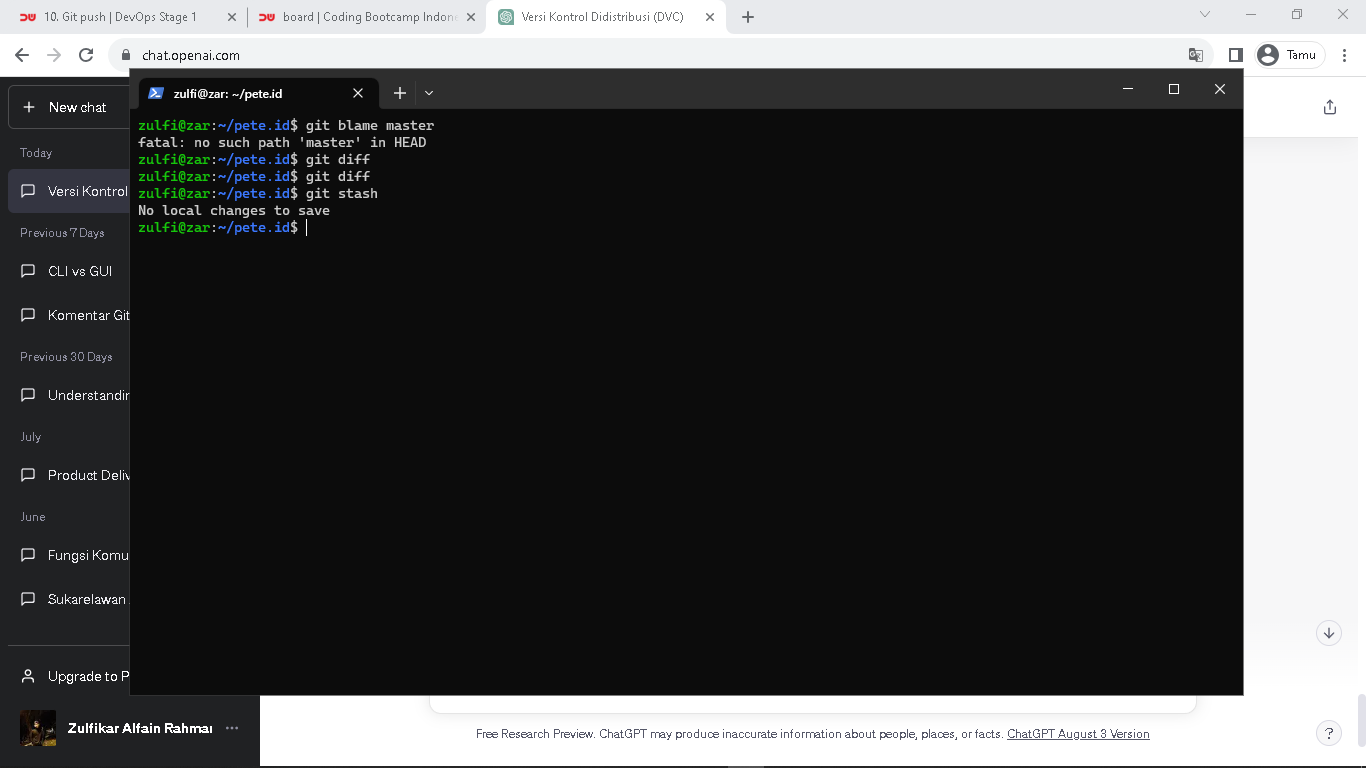 10. Git push | DevOps Stage 1
board | Coding Bootcamp Indone
Versi Kontrol Didistribusi (DVC)
chat.openai.com
Tamu
zulfi@zar: ~/pete.id
zulfi@zar:~/pete.id$ git blame master
fatal: no such path 'master' in HEAD
zulfi@zar:~/pete.id$ git diff
zulfi@zar:~/pete.id$ git diff
zulfi@zar:~/pete.id$ git stash
No local changes to save
zulfi@zar:~/pete.id$
+ New chat
Today
Versi Kontrol
Previous 7 Days
CLI vs GUI
Komentar Git
Previous 30 Days
Understandin
July
Product Deliv
June
Fungsi Komu
Sukarelawan
Upgrade to P
Zulfikar Alfain Rahmar ...
Free Research Preview. ChatGPT may produce inaccurate information about people, places, or facts. ChatGPT August 3 Version
?